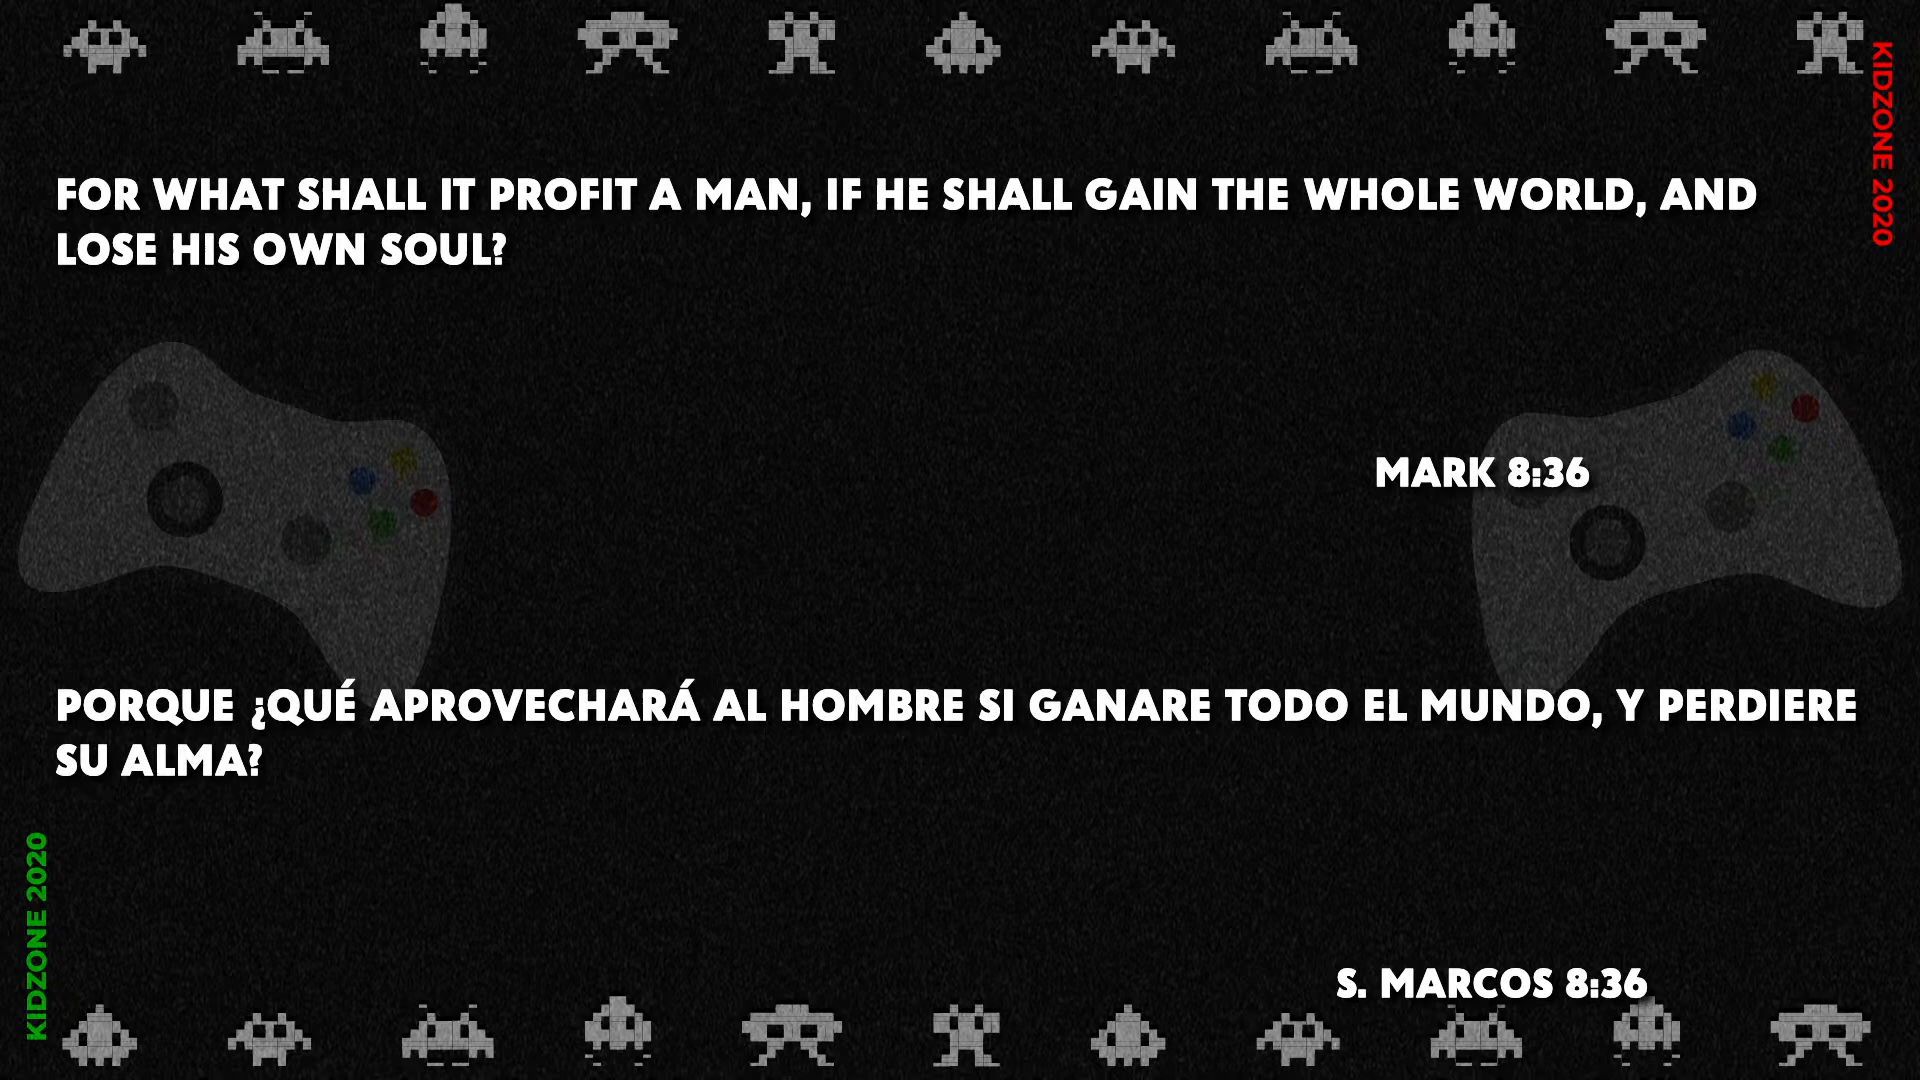 KIDZONE 2020
FOR WHAT SHALL IT PROFIT A MAN, IF HE SHALL GAIN THE WHOLE WORLD, AND
LOSE HIS OWN SOUL?
MARK 8:36
PORQUE ¿QUÉ APROVECHARÁ AL HOMBRE SI GANARE TODO EL MUNDO, Y PERDIERE
SU ALMA?
S. MARCOS 8:36
KIDZONE 2020